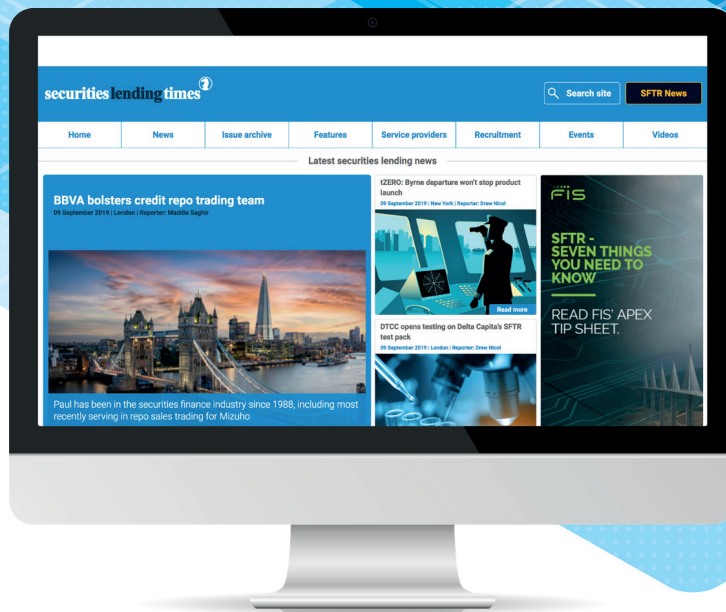 securities lending times
Search site
SFTR News
Home
News
Issue archive
Features
Service providers
Recruitment
Events
Videos
Latest securities lending news
BBVA bolsters credit repo trading team
09 September 2019 | London | Reporter: Maddie Saghir
Paul has been in the securities finance industry since 1988, including most
recently serving in repo sales trading for Mizuho
tZERO: Byrne departure won't stop product
launch
09 September 2019 | New York | Reporter: Drew Nicol
Read more
DTCC opens testing on Delta Capita's SFTR
test pack
09 September 2019 | London | Reporter: Drew Nicol
FIS
SFTR -
SEVEN THINGS
YOU NEED TO
KNOW
READ FIS' APEX
TIP SHEET.